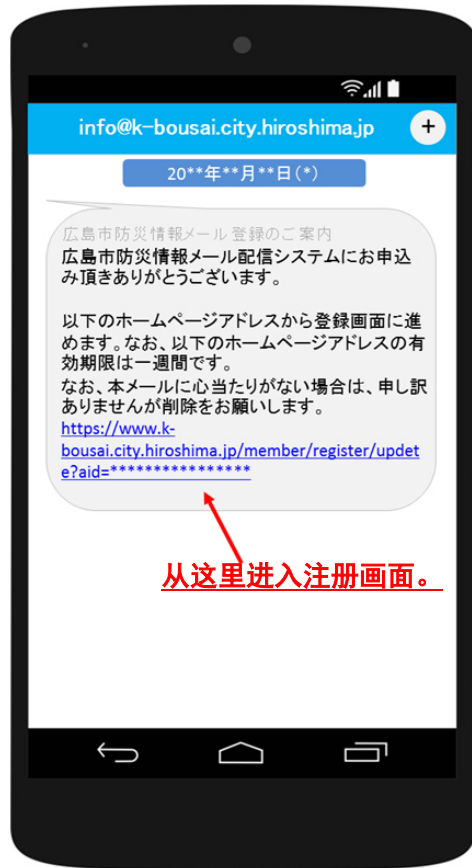 info@k-bousai.city.hiroshima.jp +
20**年**月**日(*)
広島市防災情報メール登録のご案内
広島市防災情報メール配信システムにお申込
み頂きありがとうございます。
以下のホームページアドレスから登録画面に進
めます。なお、以下のホームページアドレスの有
効期限は一週間です。
なお、本メールに心当たりがない場合は、申し訳
ありませんが削除をお願いします。
https://www.k-
bousai.city.hiroshima.jp/member/register/updet
e?aid=****************
从这里进入注册画面。